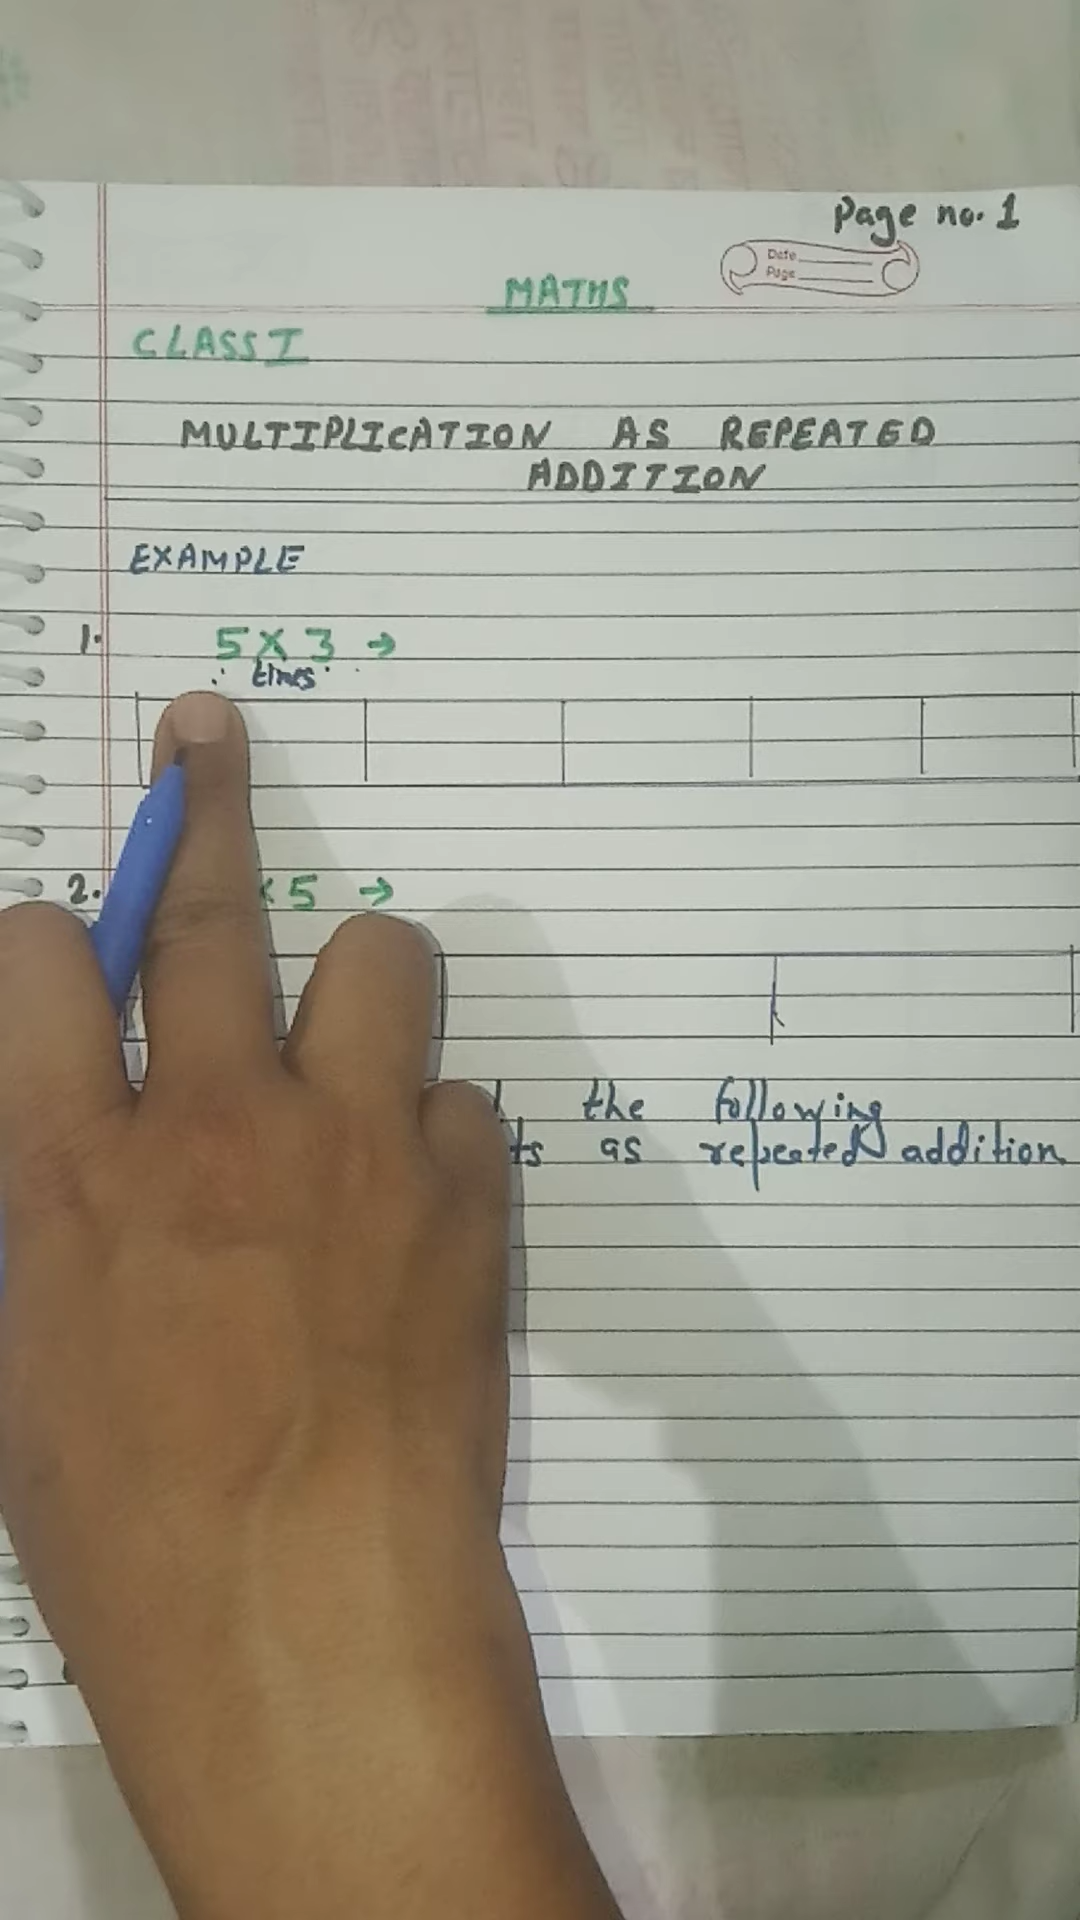 Page no. 1
Date
Page
MATHS
CLASS I
MULTIPLICATION AS REPEATED
ADDITION
EXAMPLE
1. 5 X 3 →
times
2. × 5 →
the following
as repeated addition